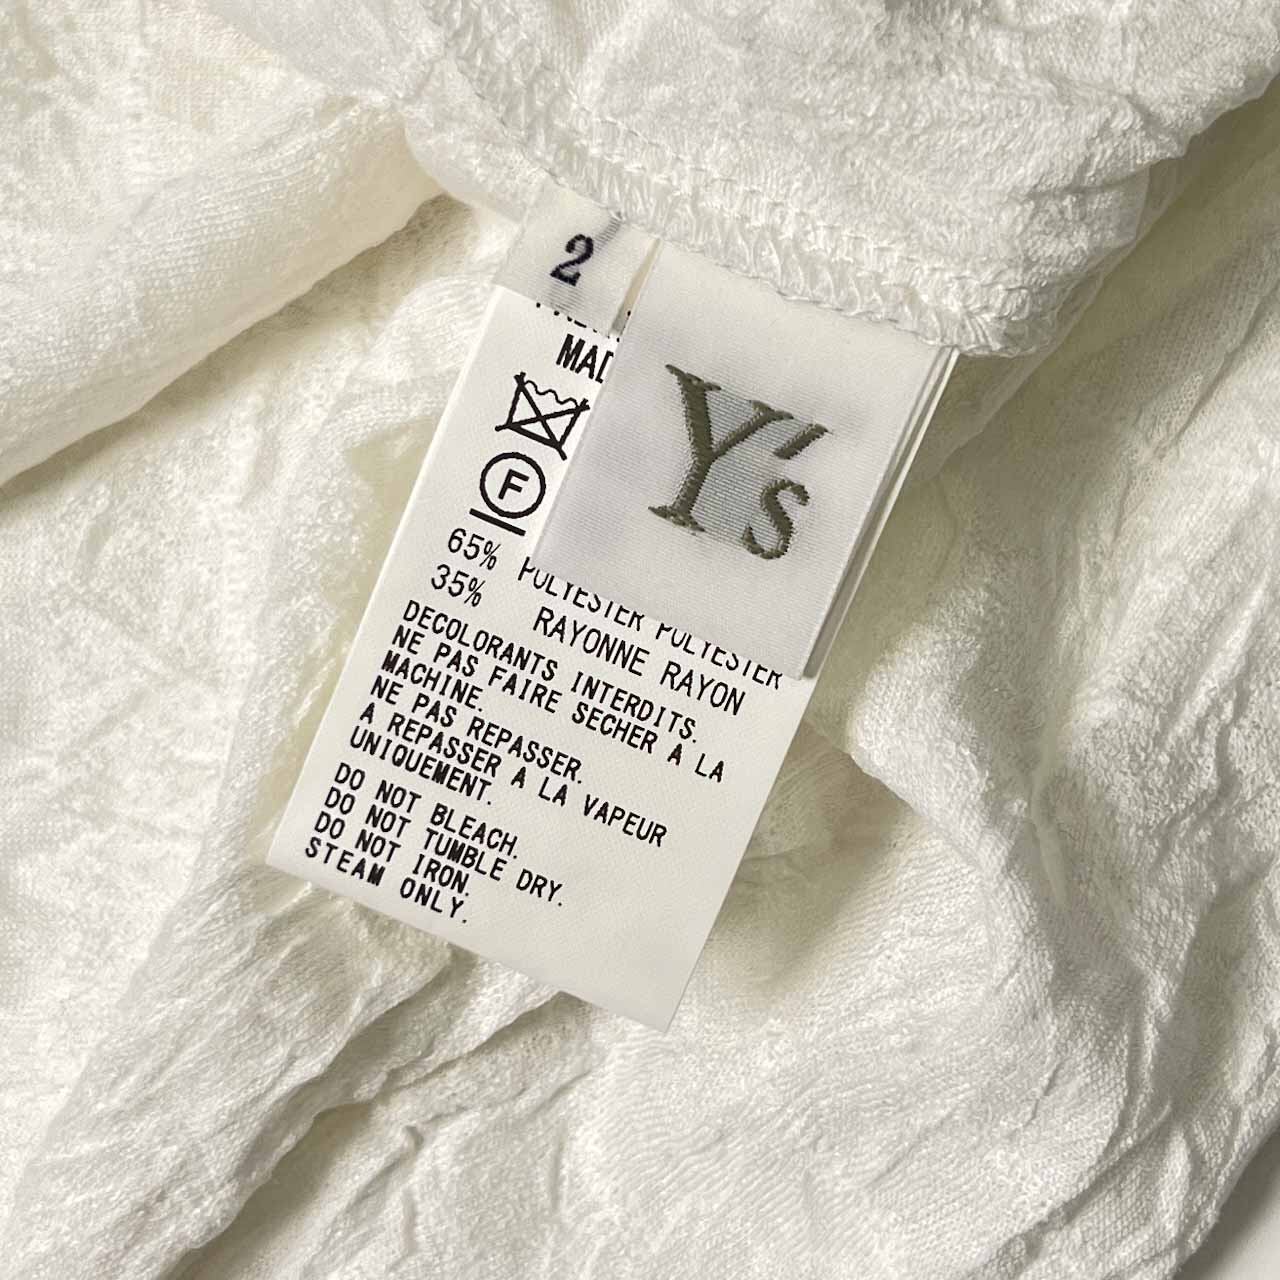 2
Y's
F
65% POLYESTER POLYESTER
35% RAYONNE RAYON
DECOLORANTS INTERDITS.
NE PAS FAIRE SECHER A LA
MACHINE.
NE PAS REPASSER.
A REPASSER A LA VAPEUR
UNIQUEMENT.
DO NOT BLEACH.
DO NOT TUMBLE DRY.
DO NOT IRON.
STEAM ONLY.